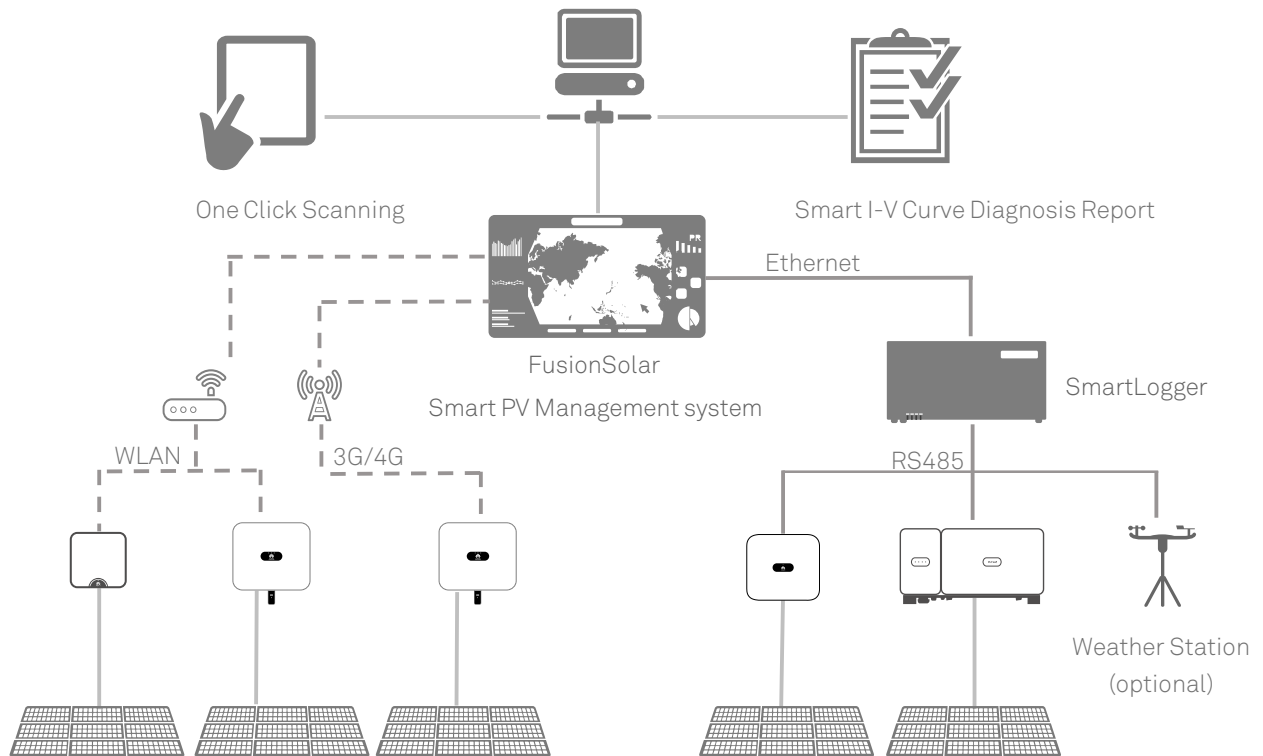 One Click Scanning
Smart I-V Curve Diagnosis Report
PR
Ethernet
FusionSolar
Smart PV Management system
SmartLogger
WLAN
3G/4G
RS485
Weather Station
(optional)